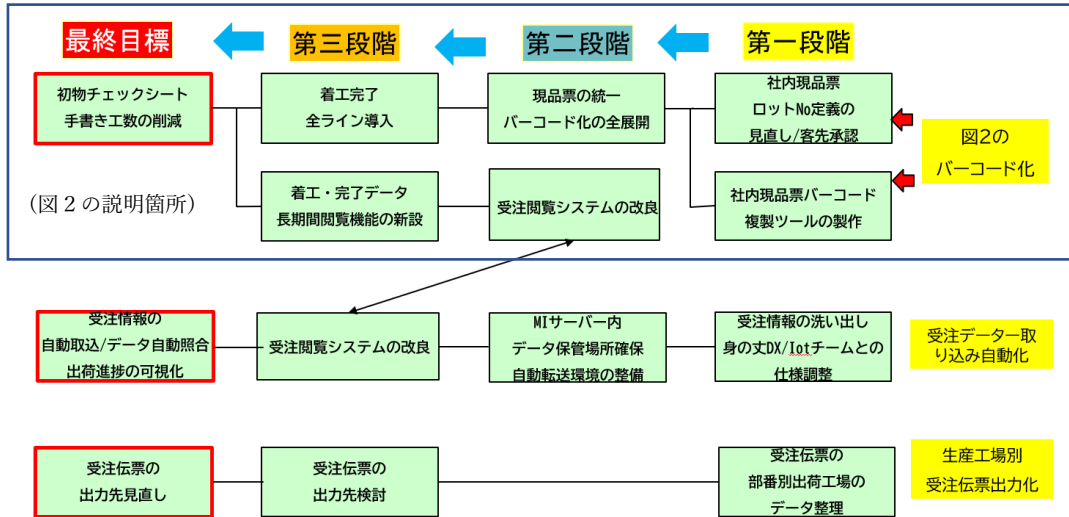 最終目標
第三段階
第二段階
第一段階
初物チェックシート
手書き工数の削減
着工完了
全ライン導入
現品票の統一
バーコード化の全展開
社内現品票
ロットNo定義の
見直し/客先承認
図2の
バーコード化
(図2の説明箇所)
着工・完了データ
長期間閲覧機能の新設
受注閲覧システムの改良
社内現品票バーコード
複製ツールの製作
受注情報の
自動取込/データ自動照合
出荷進捗の可視化
受注閲覧システムの改良
MIサーバー内
データ保管場所確保
自動転送環境の整備
受注情報の洗い出し
身の丈DX/Iotチームとの
仕様調整
受注データー取
り込み自動化
受注伝票の
出力先見直し
受注伝票の
出力先検討
受注伝票の
部番別出荷工場の
データ整理
生産工場別
受注伝票出力化